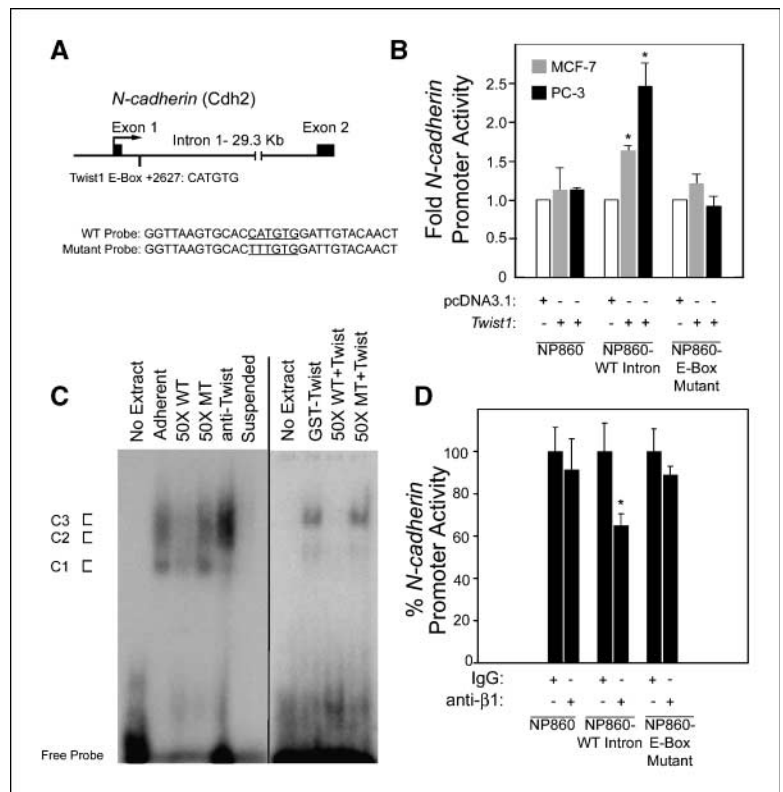 A
N-cadherin (Cdh2)
Exon 1
Exon 2
Intron 1- 29.3 Kb
Twist1 E-Box +2627: CATGTG
WT Probe: GGTTAAGTGCACCATGTGGATTGTACAACT
Mutant Probe: GGTTAAGTGCACTTTGTGGATTGTACAACT
B
Fold N-cadherin
Promoter Activity
2.5
2.0
1.5
1.0
0.5
0
MCF-7
PC-3
*
*
pcDNA3.1: + - - + - - + - -
Twist1: - + + - + + - + +
NP860
NP860-
WT Intron
NP860-
E-Box
Mutant
C
No Extract
Adherent
50X WT
50X MT
anti-Twist
Suspended
No Extract
GST-Twist
50X WT+Twist
50X MT+Twist
C3
C2
C1
Free Probe
D
% N-cadherin
Promoter Activity
100
80
60
40
20
0
*
IgG: + - + - + -
anti-β1: - + - + - +
NP860
NP860-
WT Intron
NP860-
E-Box
Mutant